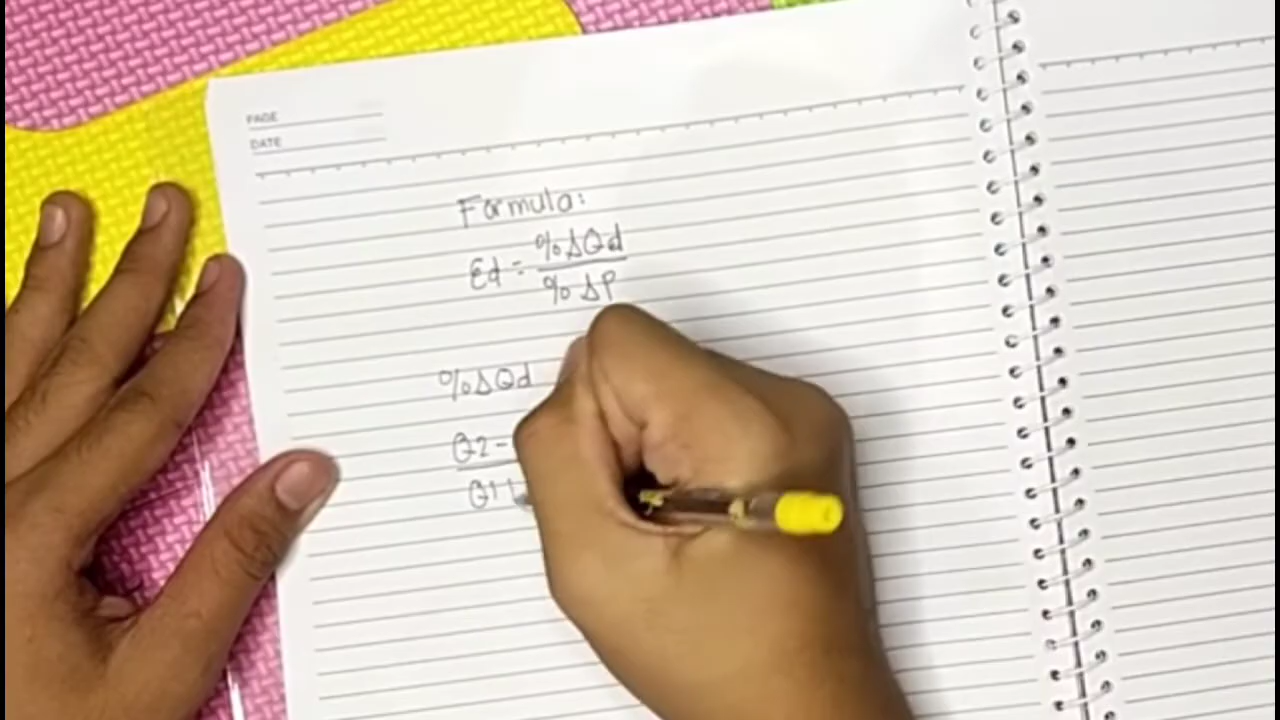 PAGE
DATE
Formula:
Ed = %ΔQd
%ΔP
%ΔQd
Q2-
Q1